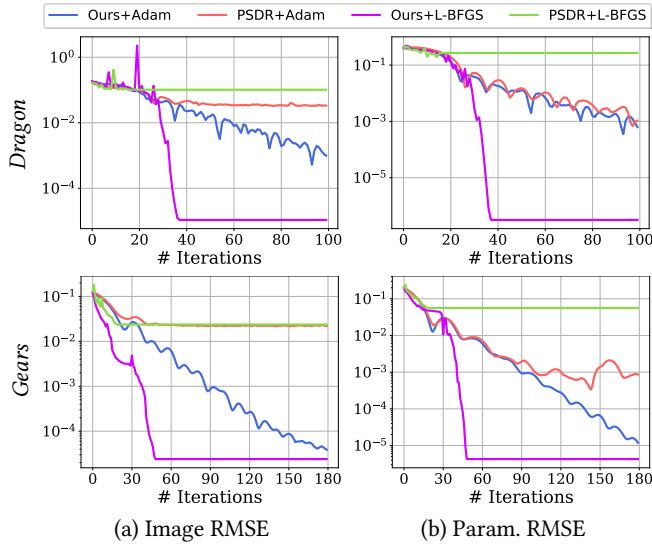 Ours+Adam PSDR+Adam Ours+L-BFGS PSDR+L-BFGS
Dragon
10⁰
10⁻²
10⁻⁴
0 20 40 60 80 100
# Iterations
10⁻¹
10⁻³
10⁻⁵
0 20 40 60 80 100
# Iterations
Gears
10⁻¹
10⁻²
10⁻³
10⁻⁴
0 30 60 90 120 150 180
# Iterations
10⁻¹
10⁻²
10⁻³
10⁻⁴
10⁻⁵
0 30 60 90 120 150 180
# Iterations
(a) Image RMSE
(b) Param. RMSE